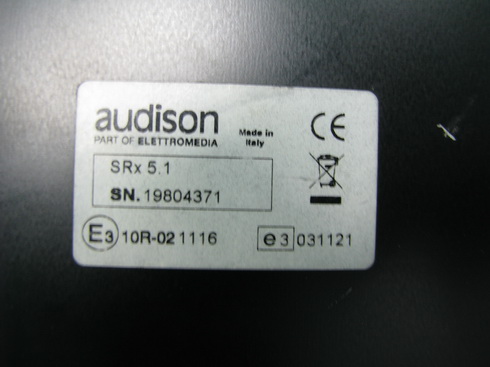 audison
PART OF ELETTROMEDIA
Made in
Italy
CE
SRx 5.1
SN. 19804371
E3 10R-02 1116
e3 031121